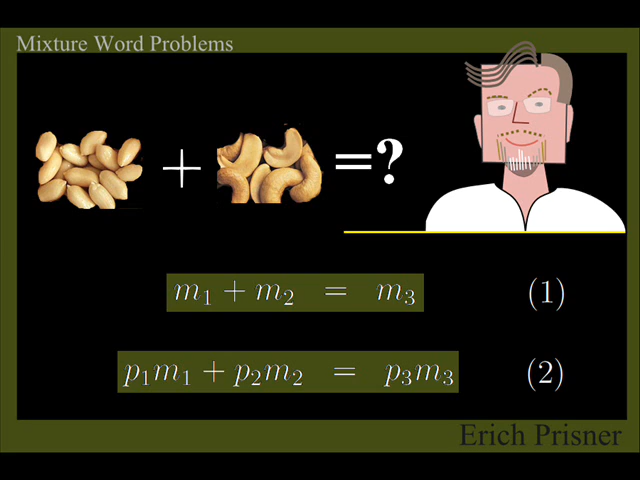 Mixture Word Problems
+ =?
m₁ + m₂ = m₃ (1)
p₁m₁ + p₂m₂ = p₃m₃ (2)
Erich Prisner